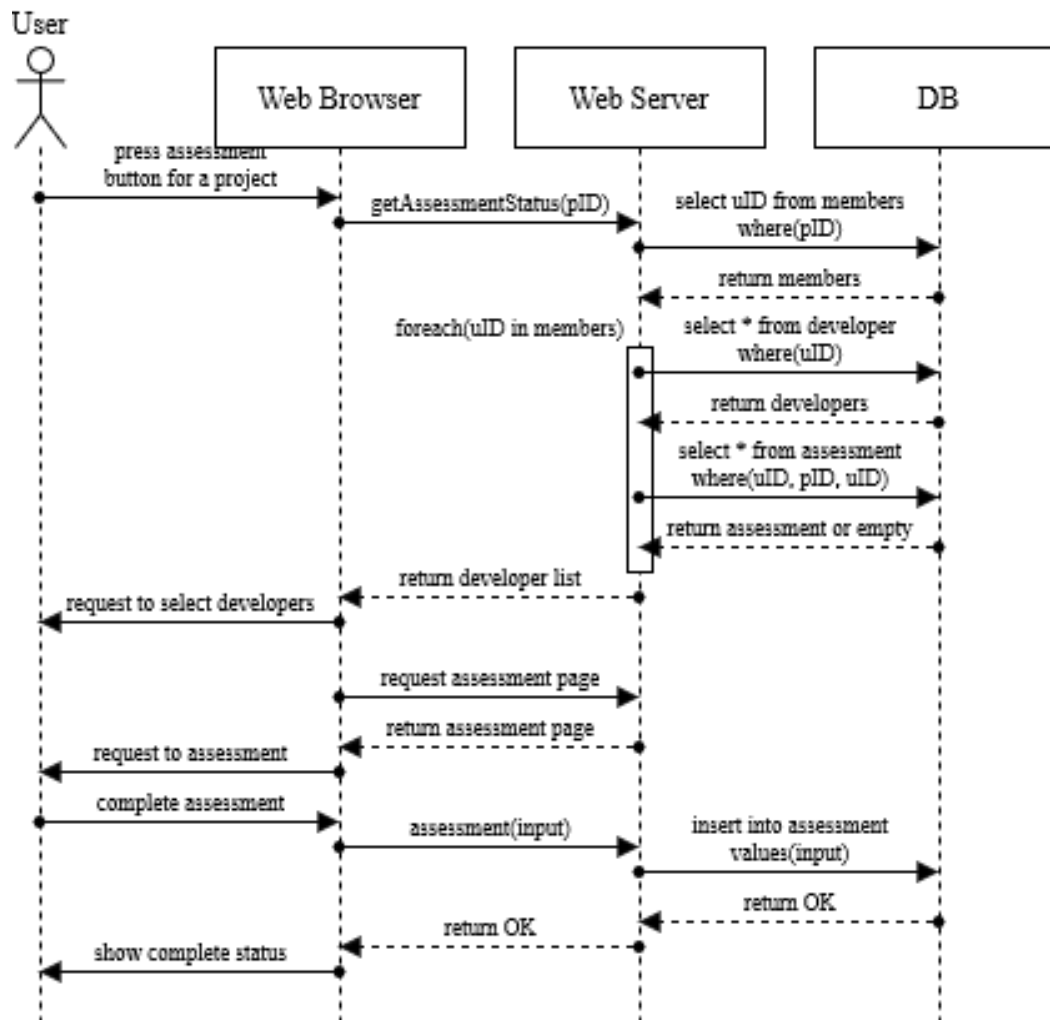 User
Web Browser
Web Server
DB
press assessment
button for a project
getAssessmentStatus(pID)
select uID from members
where(pID)
return members
foreach(uID in members)
select * from developer
where(uID)
return developers
select * from assessment
where(uID, pID, uID)
return assessment or empty
return developer list
request to select developers
request assessment page
return assessment page
request to assessment
complete assessment
assessment(input)
insert into assessment
values(input)
return OK
return OK
show complete status